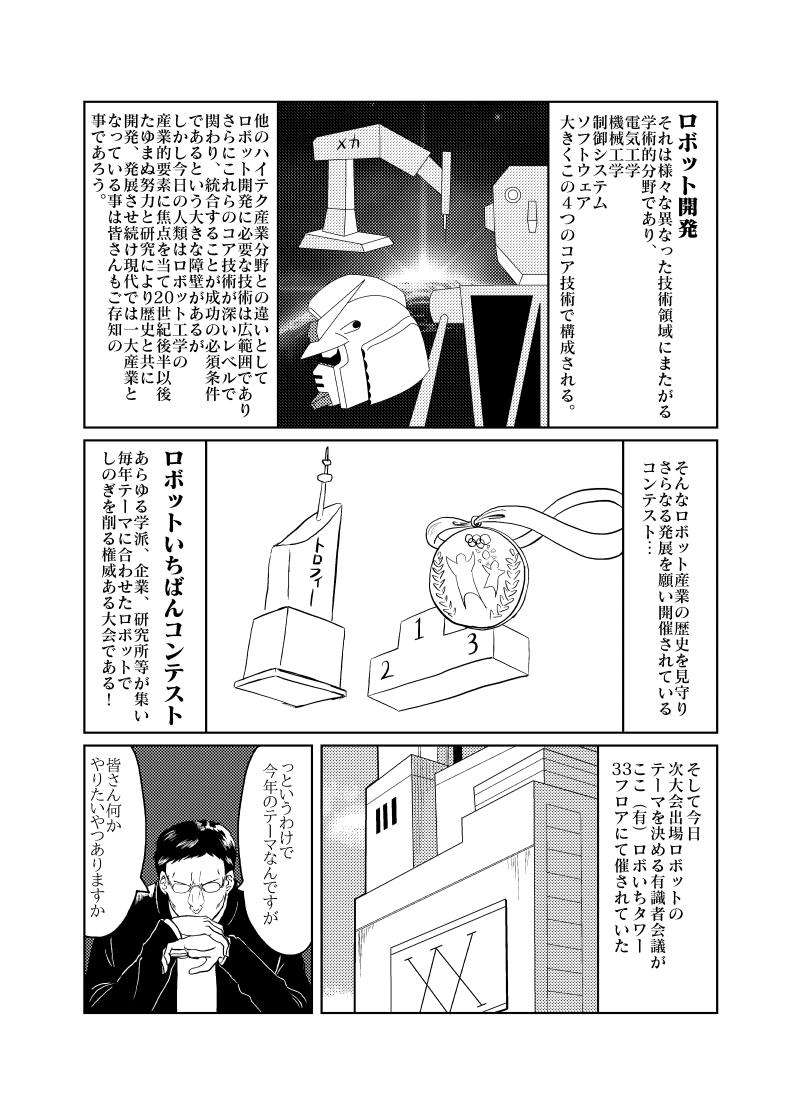 ロボット開発
それは様々な異なった技術領域にまたがる
学術的分野であり、
電気工学
機械工学
制御システム
ソフトウェア
大きくこの４つのコア技術で構成される。
メカ
他のハイテク産業分野との違いとして
ロボット開発に必要な技術は広範囲であり
さらにこれらのコア技術が深いレベルで
関わり、統合することが成功の必須条件
であるという大きな障壁があるが
しかし今日の人類はロボット工学の
産業的要素に焦点を当て20世紀後半以後
たゆまぬ努力と研究により歴史と共に
開発、発展させ続け現代では一大産業と
なっている事は皆さんもご存知の
事であろう。
そんなロボット産業の歴史を見守り
さらなる発展を願い開催されている
コンテスト…
トロフィー
1
2
3
ロボットいちばんコンテスト
あらゆる学派、企業、研究所等が集い
毎年テーマに合わせたロボットで
しのぎを削る権威ある大会である！
そして今日
次大会出場ロボットの
テーマを決める有識者会議が
ここ（有）ロボいちタワー
33フロアにて催されていた
っというわけで
今年のテーマなんですが
皆さん何か
やりたいやつありますか